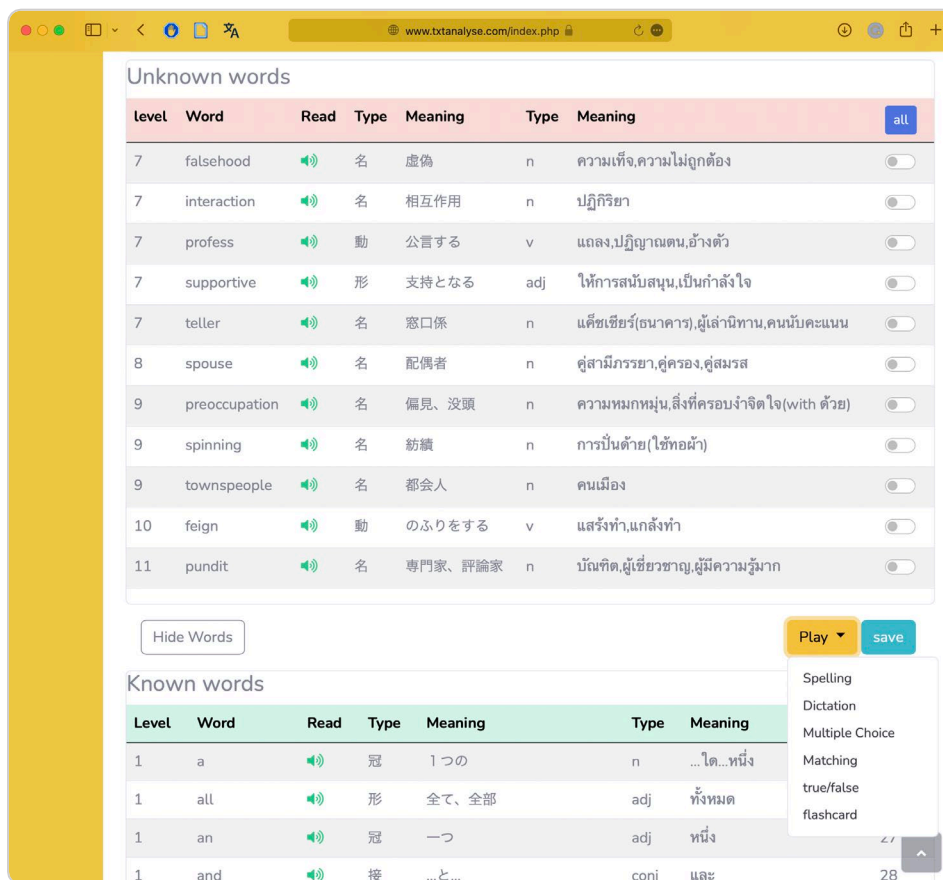 www.txtanalyse.com/index.php
Unknown words
level Word Read Type Meaning Type Meaning all
7 falsehood 名 虚偽 n ความเท็จ,ความไม่ถูกต้อง
7 interaction 名 相互作用 n ปฏิกิริยา
7 profess 動 公言する v แถลง,ปฏิญาณตน,อ้างตัว
7 supportive 形 支持となる adj ให้การสนับสนุน,เป็นกำลังใจ
7 teller 名 窓口係 n แค็ชเชียร์(ธนาคาร),ผู้เล่านิทาน,คนนับคะแนน
8 spouse 名 配偶者 n คู่สามีภรรยา,คู่ครอง,คู่สมรส
9 preoccupation 名 偏見、没頭 n ความหมกหมุ่น,สิ่งที่ครอบงำจิตใจ(with ด้วย)
9 spinning 名 紡績 n การปั่นด้าย(ใช้ทอผ้า)
9 townspeople 名 都会人 n คนเมือง
10 feign 動 のふりをする v แสร้งทำ,แกล้งทำ
11 pundit 名 専門家、評論家 n บัณฑิต,ผู้เชี่ยวชาญ,ผู้มีความรู้มาก
Hide Words Play save
Spelling
Dictation
Multiple Choice
Matching
true/false
flashcard
Known words
Level Word Read Type Meaning Type Meaning
1 a 冠 １つの n ...ใด...หนึ่ง
1 all 形 全て、全部 adj ทั้งหมด
1 an 冠 一つ adj หนึ่ง 27
1 and 接 ...と... conj และ 28